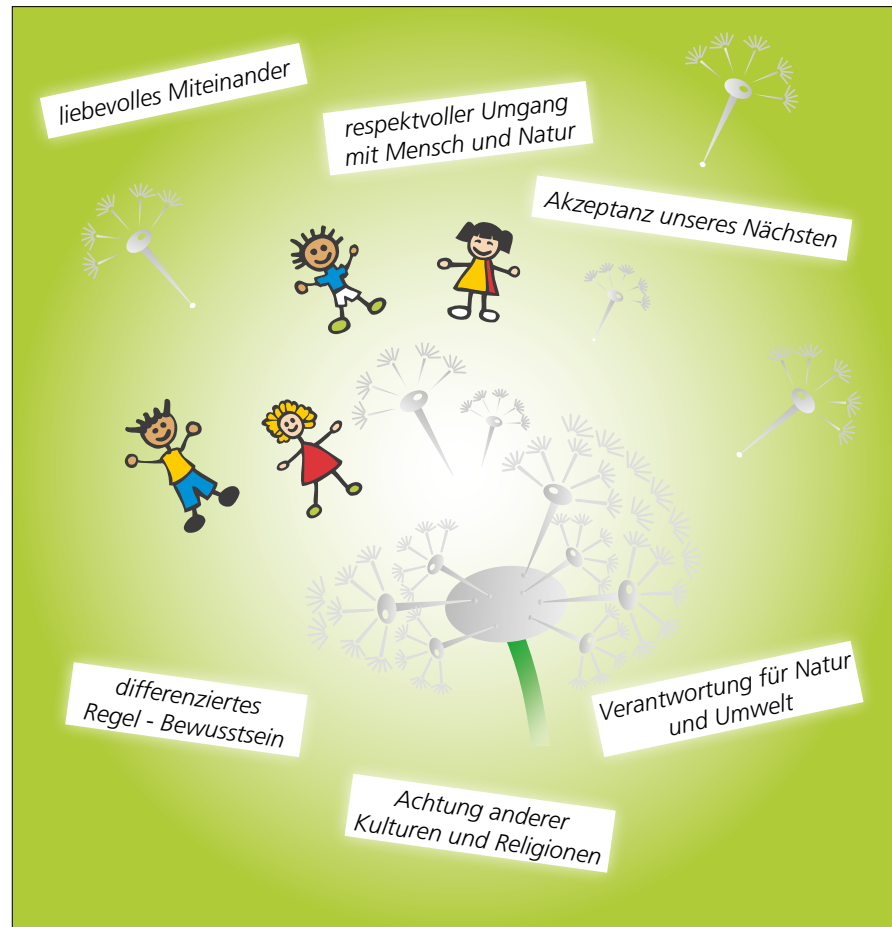 liebevolles Miteinander
respektvoller Umgang
mit Mensch und Natur
Akzeptanz unseres Nächsten
differenziertes
Regel - Bewusstsein
Verantwortung für Natur
und Umwelt
Achtung anderer
Kulturen und Religionen